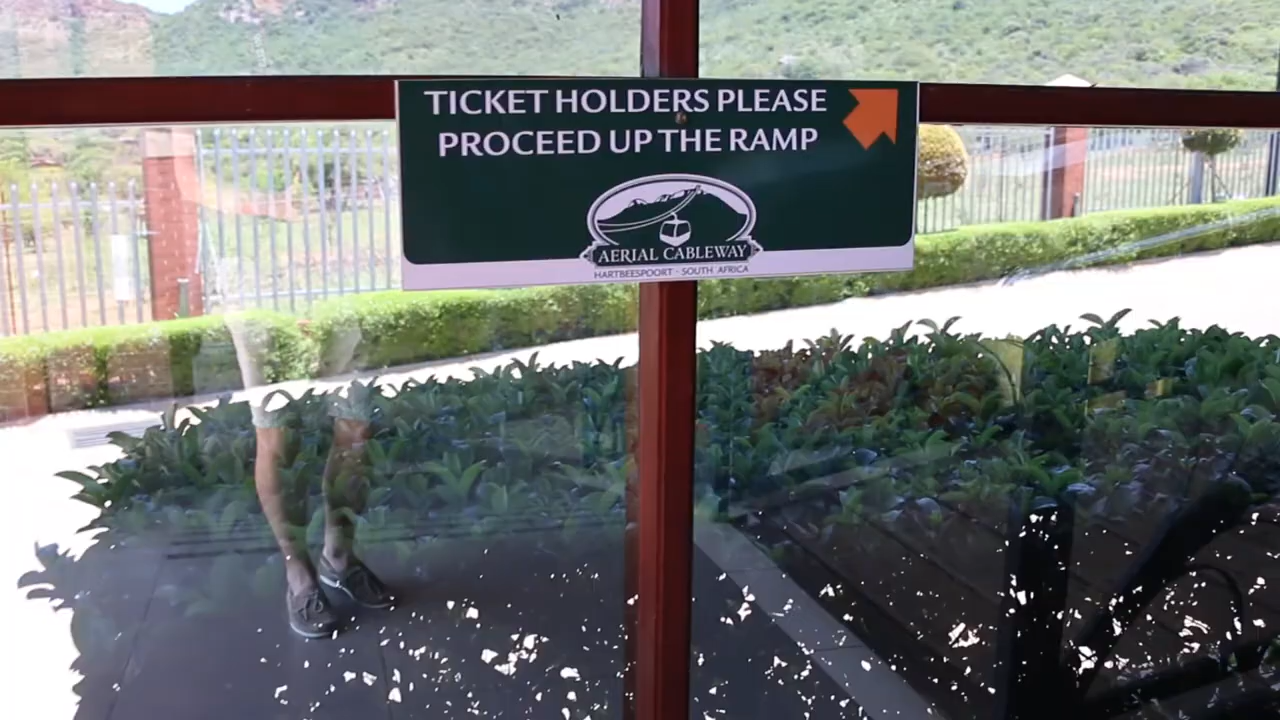 TICKET HOLDERS PLEASE
PROCEED UP THE RAMP
AERIAL CABLEWAY
HARTBEESPOORT - SOUTH AFRICA